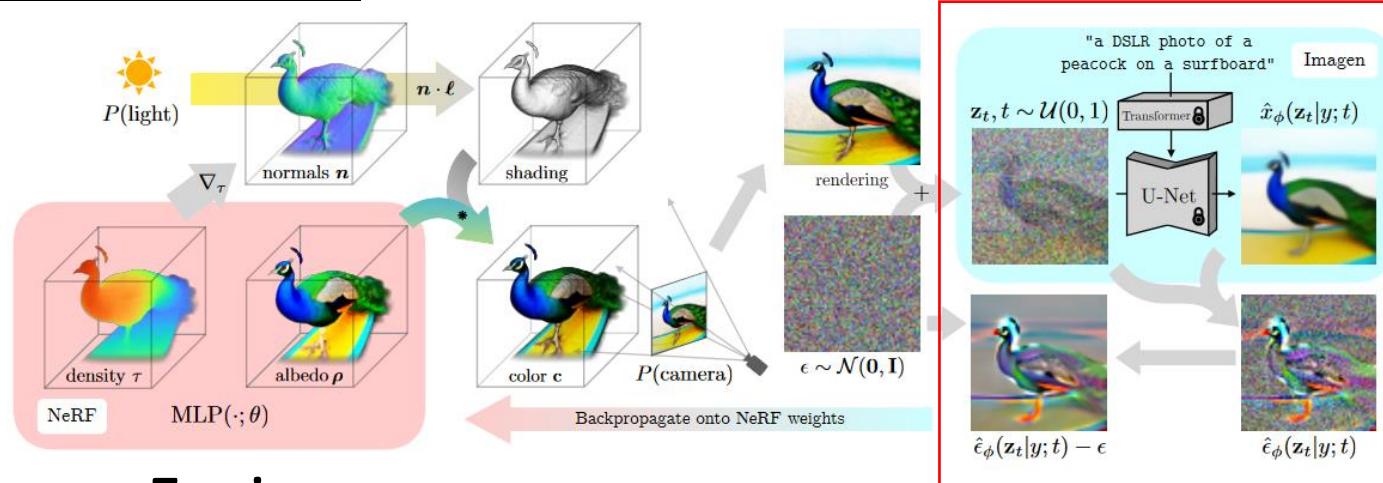 P(light)
∇τ
normals n
n · ℓ
shading
*
density τ
albedo ρ
NeRF
MLP(·; θ)
color c
P(camera)
rendering
+
ϵ ∼ N(0, I)
Backpropagate onto NeRF weights
"a DSLR photo of a
peacock on a surfboard"
Imagen
Transformer
z_t, t ∼ U(0, 1)
U-Net
x̂_ϕ(z_t|y; t)
ϵ̂_ϕ(z_t|y; t) − ϵ
ϵ̂_ϕ(z_t|y; t)